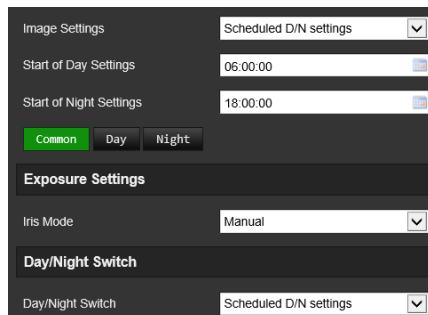 Image Settings Scheduled D/N settings
Start of Day Settings 06:00:00
Start of Night Settings 18:00:00
Common Day Night
Exposure Settings
Iris Mode Manual
Day/Night Switch
Day/Night Switch Scheduled D/N settings